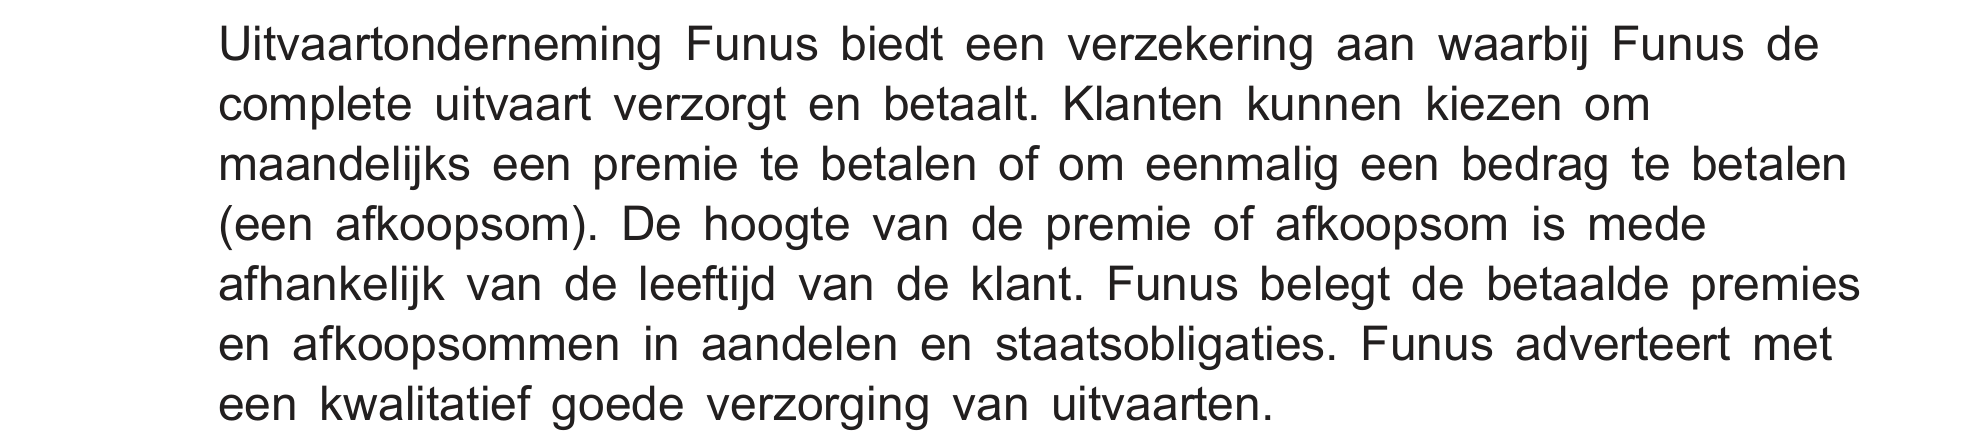 Uitvaartonderneming Funus biedt een verzekering aan waarbij Funus de
complete uitvaart verzorgt en betaalt. Klanten kunnen kiezen om
maandelijks een premie te betalen of om eenmalig een bedrag te betalen
(een afkoopsom). De hoogte van de premie of afkoopsom is mede
afhankelijk van de leeftijd van de klant. Funus belegt de betaalde premies
en afkoopsommen in aandelen en staatsobligaties. Funus adverteert met
een kwalitatief goede verzorging van uitvaarten.